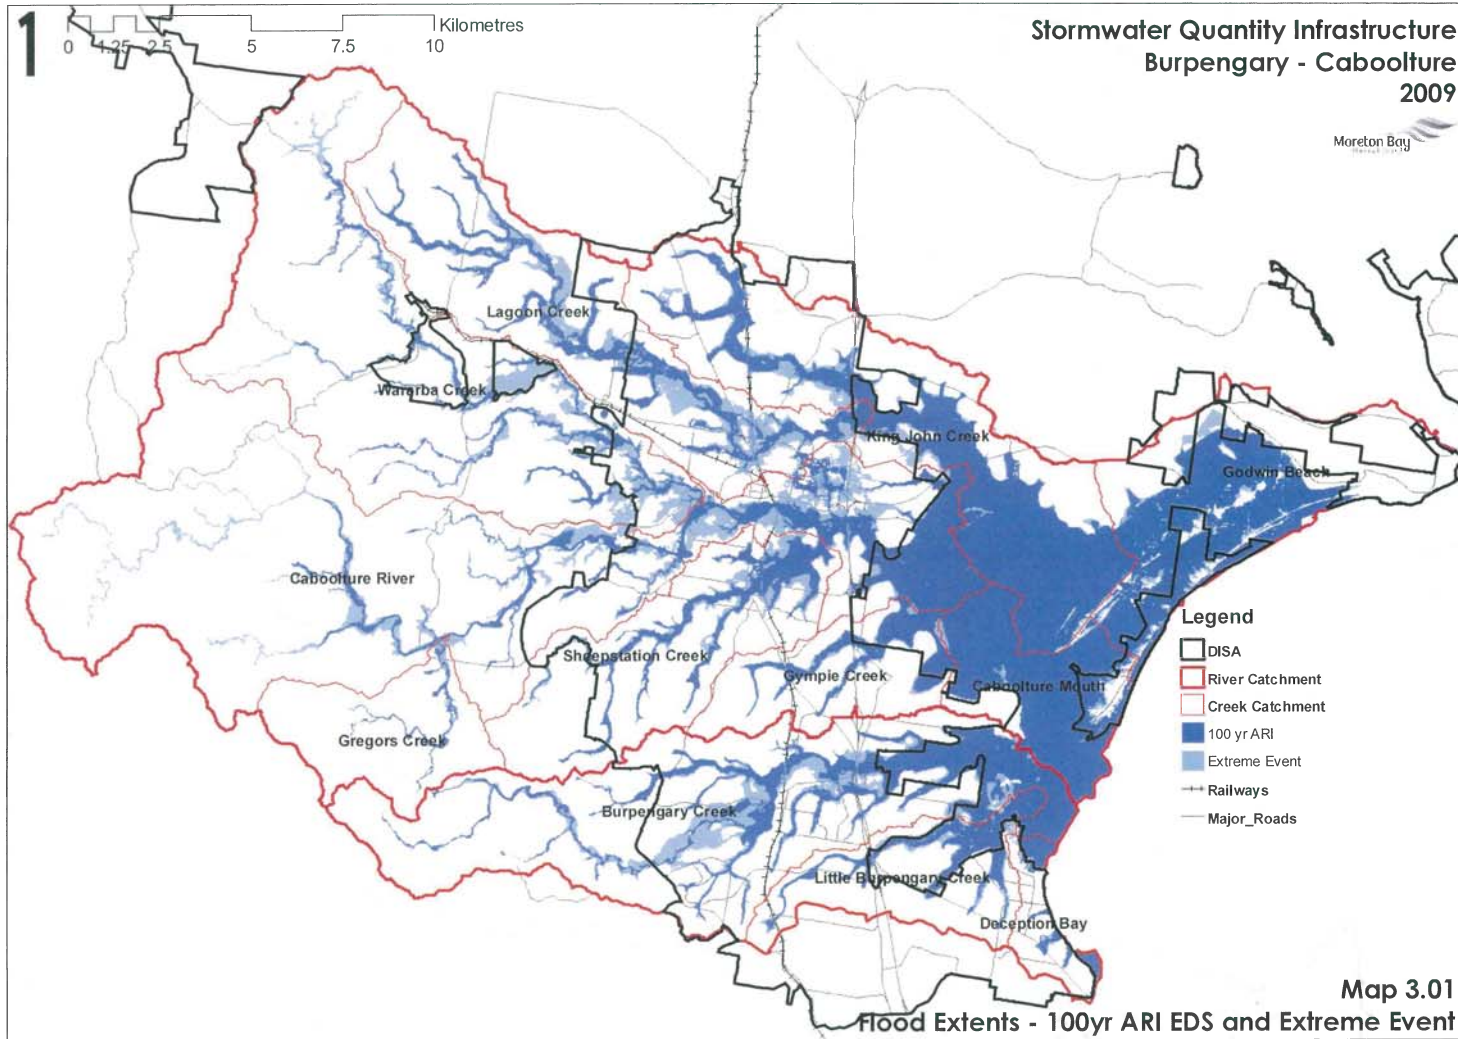 1
Kilometres
0 1.25 2.5 5 7.5 10
Stormwater Quantity Infrastructure
Burpengary - Caboolture
2009
Moreton Bay
Lagoon Creek
Wararba Creek
King John Creek
Godwin Beach
Caboolture River
Sheepstation Creek
Gympie Creek
Caboolture Mouth
Gregors Creek
Burpengary Creek
Little Burpengary Creek
Deception Bay
Legend
DISA
River Catchment
Creek Catchment
100 yr ARI
Extreme Event
Railways
Major_Roads
Map 3.01
Flood Extents - 100yr ARI EDS and Extreme Event